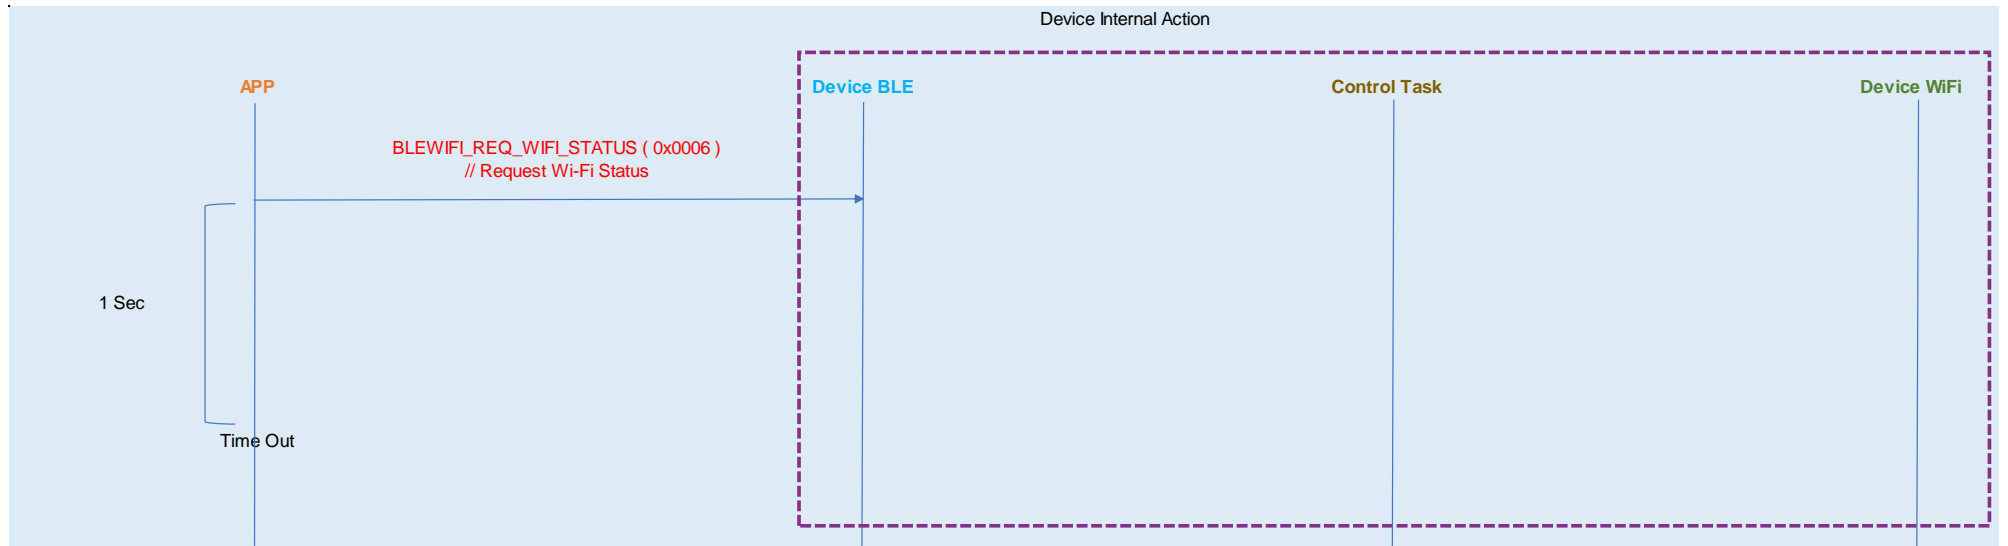 Device Internal Action
APP
Device BLE
Control Task
Device WiFi
BLEWIFI_REQ_WIFI_STATUS ( 0x0006 )
// Request Wi-Fi Status
1 Sec
Time Out